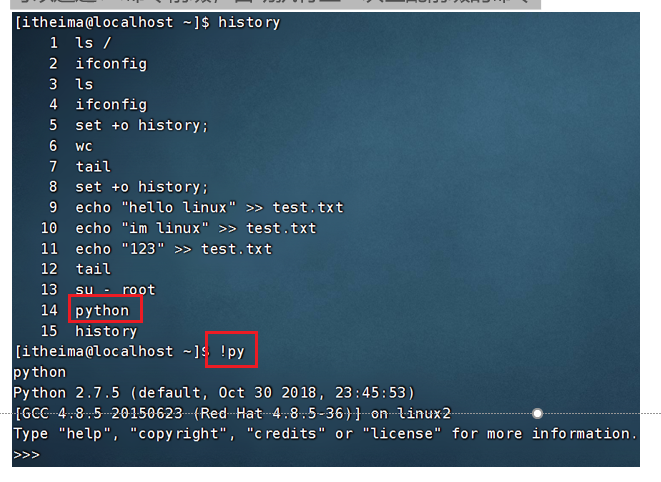 [itheima@localhost ~]$ history
1 ls /
2 ifconfig
3 ls
4 ifconfig
5 set +o history;
6 wc
7 tail
8 set +o history;
9 echo "hello linux" >> test.txt
10 echo "im linux" >> test.txt
11 echo "123" >> test.txt
12 tail
13 su - root
14 python
15 history
[itheima@localhost ~]$ !py
python
Python 2.7.5 (default, Oct 30 2018, 23:45:53)
[GCC 4.8.5 20150623 (Red Hat 4.8.5-36)] on linux2
Type "help", "copyright", "credits" or "license" for more information.
>>>